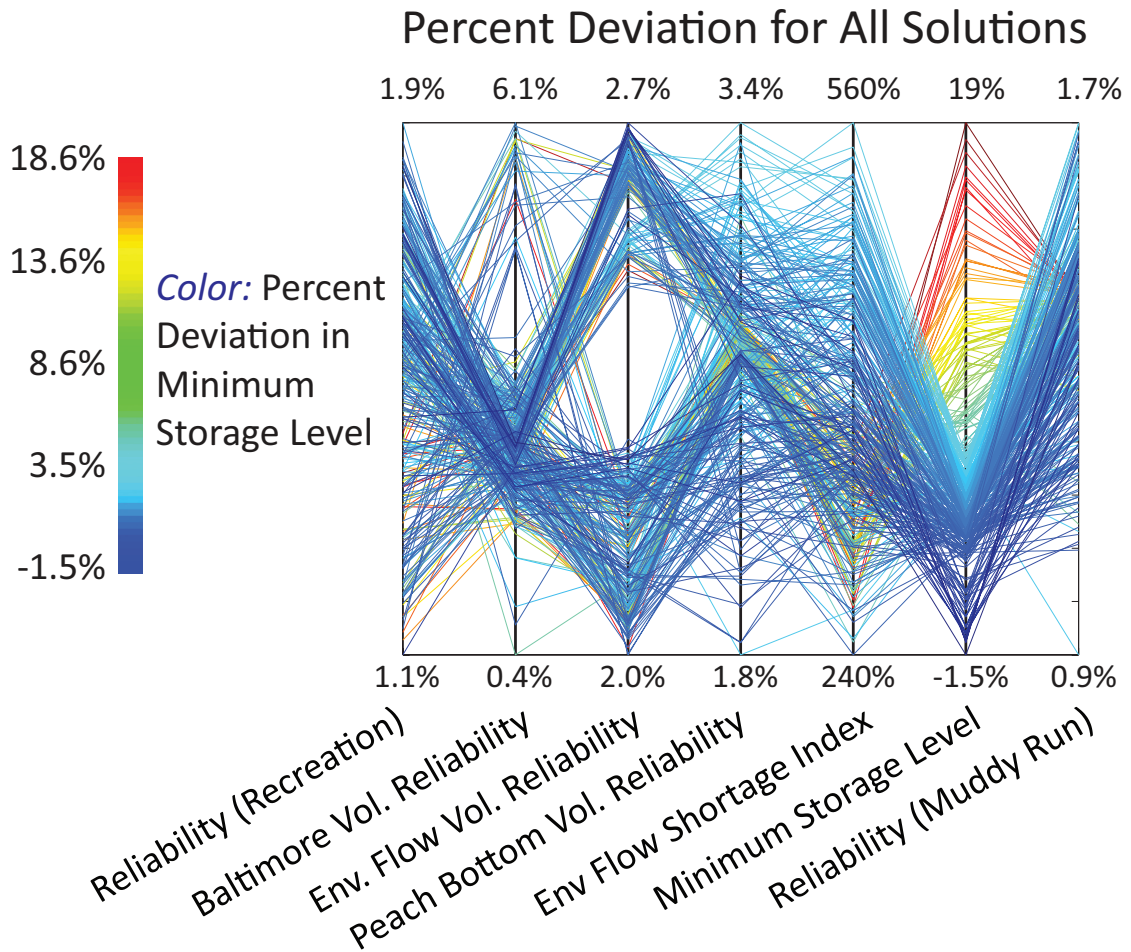 Percent Deviation for All Solutions
1.9% 6.1% 2.7% 3.4% 560% 19% 1.7%
18.6%
13.6%
8.6%
3.5%
-1.5%
Color: Percent
Deviation in
Minimum
Storage Level
1.1% 0.4% 2.0% 1.8% 240% -1.5% 0.9%
Reliability (Recreation)
Baltimore Vol. Reliability
Env. Flow Vol. Reliability
Peach Bottom Vol. Reliability
Env Flow Shortage Index
Minimum Storage Level
Reliability (Muddy Run)